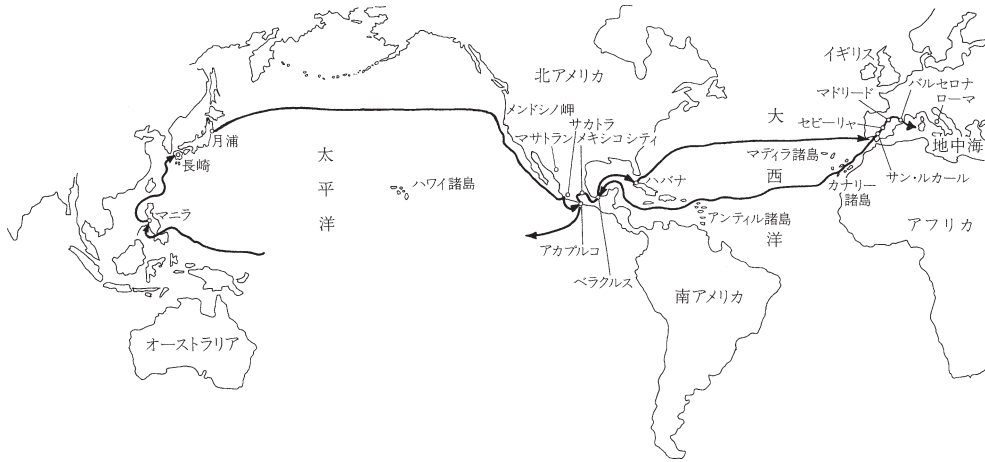 イギリス
北アメリカ
バルセロナ
マドリード
ローマ
メンドシノ岬
大
セビーリャ
サカトラ
月浦
マサトラン
メキシコシティ
地中海
太
長崎
マディラ諸島
平
ハワイ諸島
ハバナ
西
カナリー
諸島
サン・ルカール
マニラ
洋
アンティル諸島
洋
アフリカ
アカプルコ
ベラクルス
南アメリカ
オーストラリア